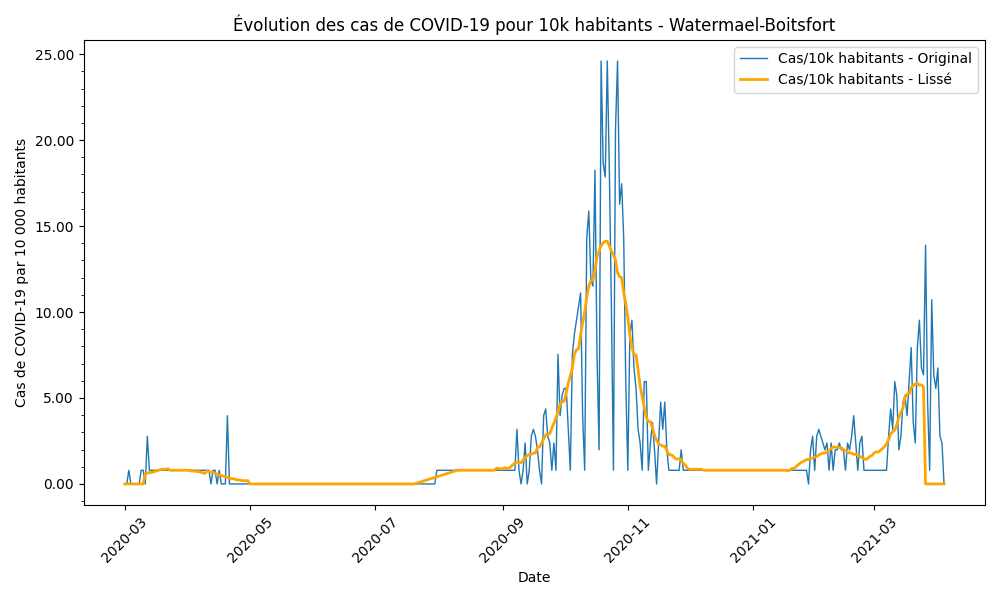 Évolution des cas de COVID-19 pour 10k habitants - Watermael-Boitsfort
Cas/10k habitants - Original
Cas/10k habitants - Lissé
Cas de COVID-19 par 10 000 habitants
25.00
20.00
15.00
10.00
5.00
0.00
2020-03
2020-05
2020-07
2020-09
2020-11
2021-01
2021-03
Date